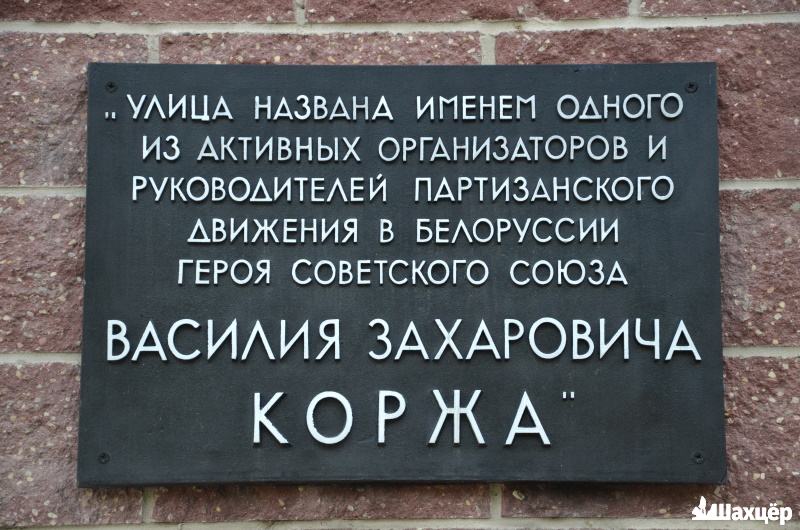 „УЛИЦА НАЗВАНА ИМЕНЕМ ОДНОГО
ИЗ АКТИВНЫХ ОРГАНИЗАТОРОВ И
РУКОВОДИТЕЛЕЙ ПАРТИЗАНСКОГО
ДВИЖЕНИЯ В БЕЛОРУССИИ
ГЕРОЯ СОВЕТСКОГО СОЮЗА
ВАСИЛИЯ ЗАХАРОВИЧА
КОРЖА"
Шахцёр